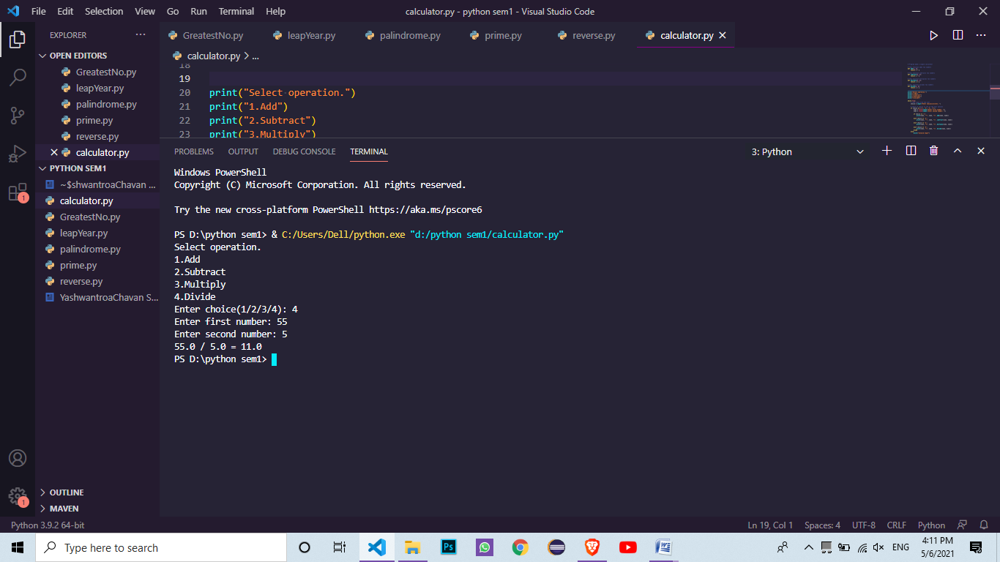 File Edit Selection View Go Run Terminal Help
calculator.py - python sem1 - Visual Studio Code
EXPLORER
OPEN EDITORS
GreatestNo.py
leapYear.py
palindrome.py
prime.py
reverse.py
calculator.py
PYTHON SEM1
~$shwantroaChavan ...
calculator.py
GreatestNo.py
leapYear.py
palindrome.py
prime.py
reverse.py
YashwantroaChavan S...
OUTLINE
MAVEN
1
1
GreatestNo.py leapYear.py palindrome.py prime.py reverse.py calculator.py
calculator.py > ...
18
19
20 print("Select operation.")
21 print("1.Add")
22 print("2.Subtract")
23 print("3.Multiply")
PROBLEMS OUTPUT DEBUG CONSOLE TERMINAL
3: Python
Windows PowerShell
Copyright (C) Microsoft Corporation. All rights reserved.
Try the new cross-platform PowerShell https://aka.ms/pscore6
PS D:\python sem1> & C:/Users/Dell/python.exe "d:/python sem1/calculator.py"
Select operation.
1.Add
2.Subtract
3.Multiply
4.Divide
Enter choice(1/2/3/4): 4
Enter first number: 55
Enter second number: 5
55.0 / 5.0 = 11.0
PS D:\python sem1>
Python 3.9.2 64-bit
Ln 19, Col 1 Spaces: 4 UTF-8 CRLF Python
Type here to search
Ps
ENG
4:11 PM
5/6/2021